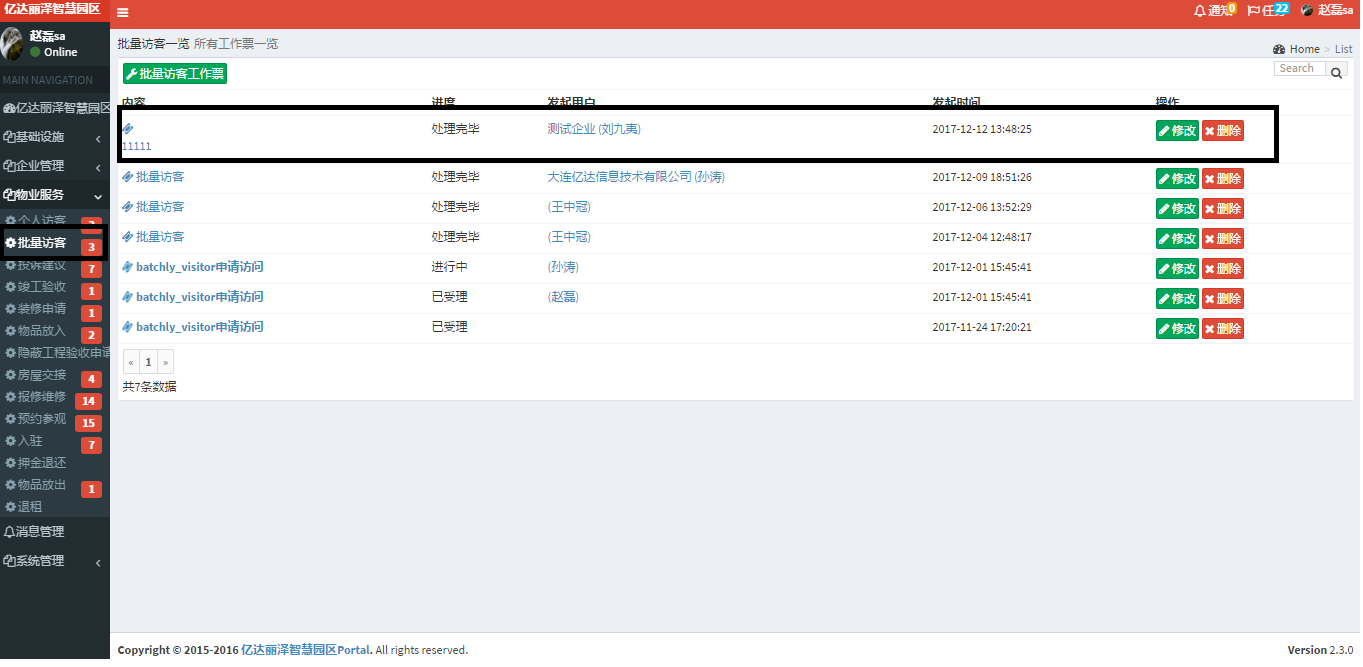 亿达丽泽智慧园区
通知 0 任务 22 赵磊sa
赵磊sa
Online
MAIN NAVIGATION
亿达丽泽智慧园区
基础设施
企业管理
物业服务
个人访客
批量访客 3
投诉建议 7
竣工验收 1
装修申请 1
物品放入 2
隐蔽工程验收申请
房屋交接 4
报修维修 14
预约参观 15
入驻 7
押金退还
物品放出 1
退租
消息管理
系统管理
批量访客一览 所有工作票一览
Home > List
批量访客工作票
Search
内容 进度 发起用户 发起时间 操作
处理完毕 测试企业 (刘九夷) 2017-12-12 13:48:25 修改 删除
11111
批量访客 处理完毕 大连亿达信息技术有限公司 (孙涛) 2017-12-09 18:51:26 修改 删除
批量访客 处理完毕 (王中冠) 2017-12-06 13:52:29 修改 删除
批量访客 处理完毕 (王中冠) 2017-12-04 12:48:17 修改 删除
batchly_visitor申请访问 进行中 (孙涛) 2017-12-01 15:45:41 修改 删除
batchly_visitor申请访问 已受理 (赵磊) 2017-12-01 15:45:41 修改 删除
batchly_visitor申请访问 已受理 2017-11-24 17:20:21 修改 删除
« 1 »
共7条数据
Copyright © 2015-2016 亿达丽泽智慧园区Portal. All rights reserved.
Version 2.3.0